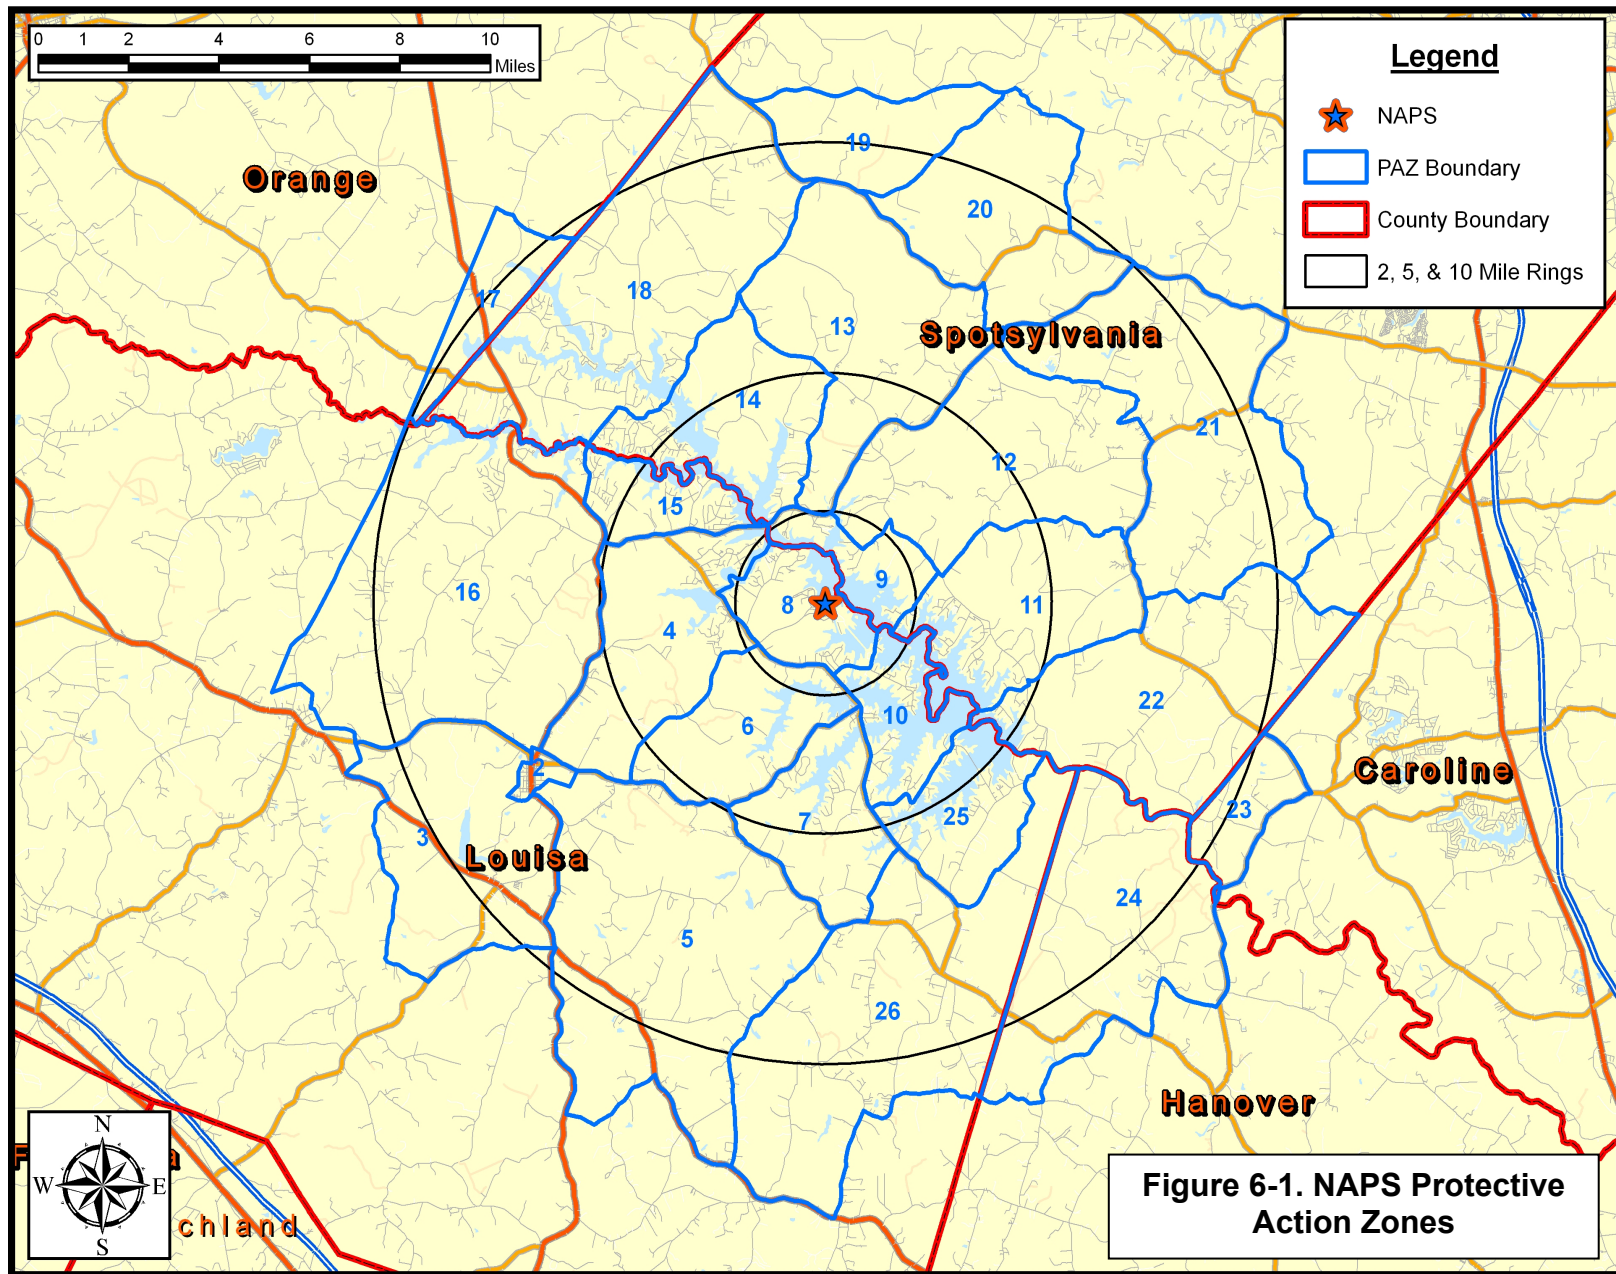 0 1 2 4 6 8 10
Miles
Legend
NAPS
PAZ Boundary
County Boundary
2, 5, & 10 Mile Rings
Orange
19
20
17
18
13
Spotsylvania
14
21
12
15
16
9
8
11
4
22
6
10
Caroline
2
7
25
23
3
Louisa
24
5
26
Hanover
N
W E
S
chland
Figure 6-1. NAPS Protective
Action Zones